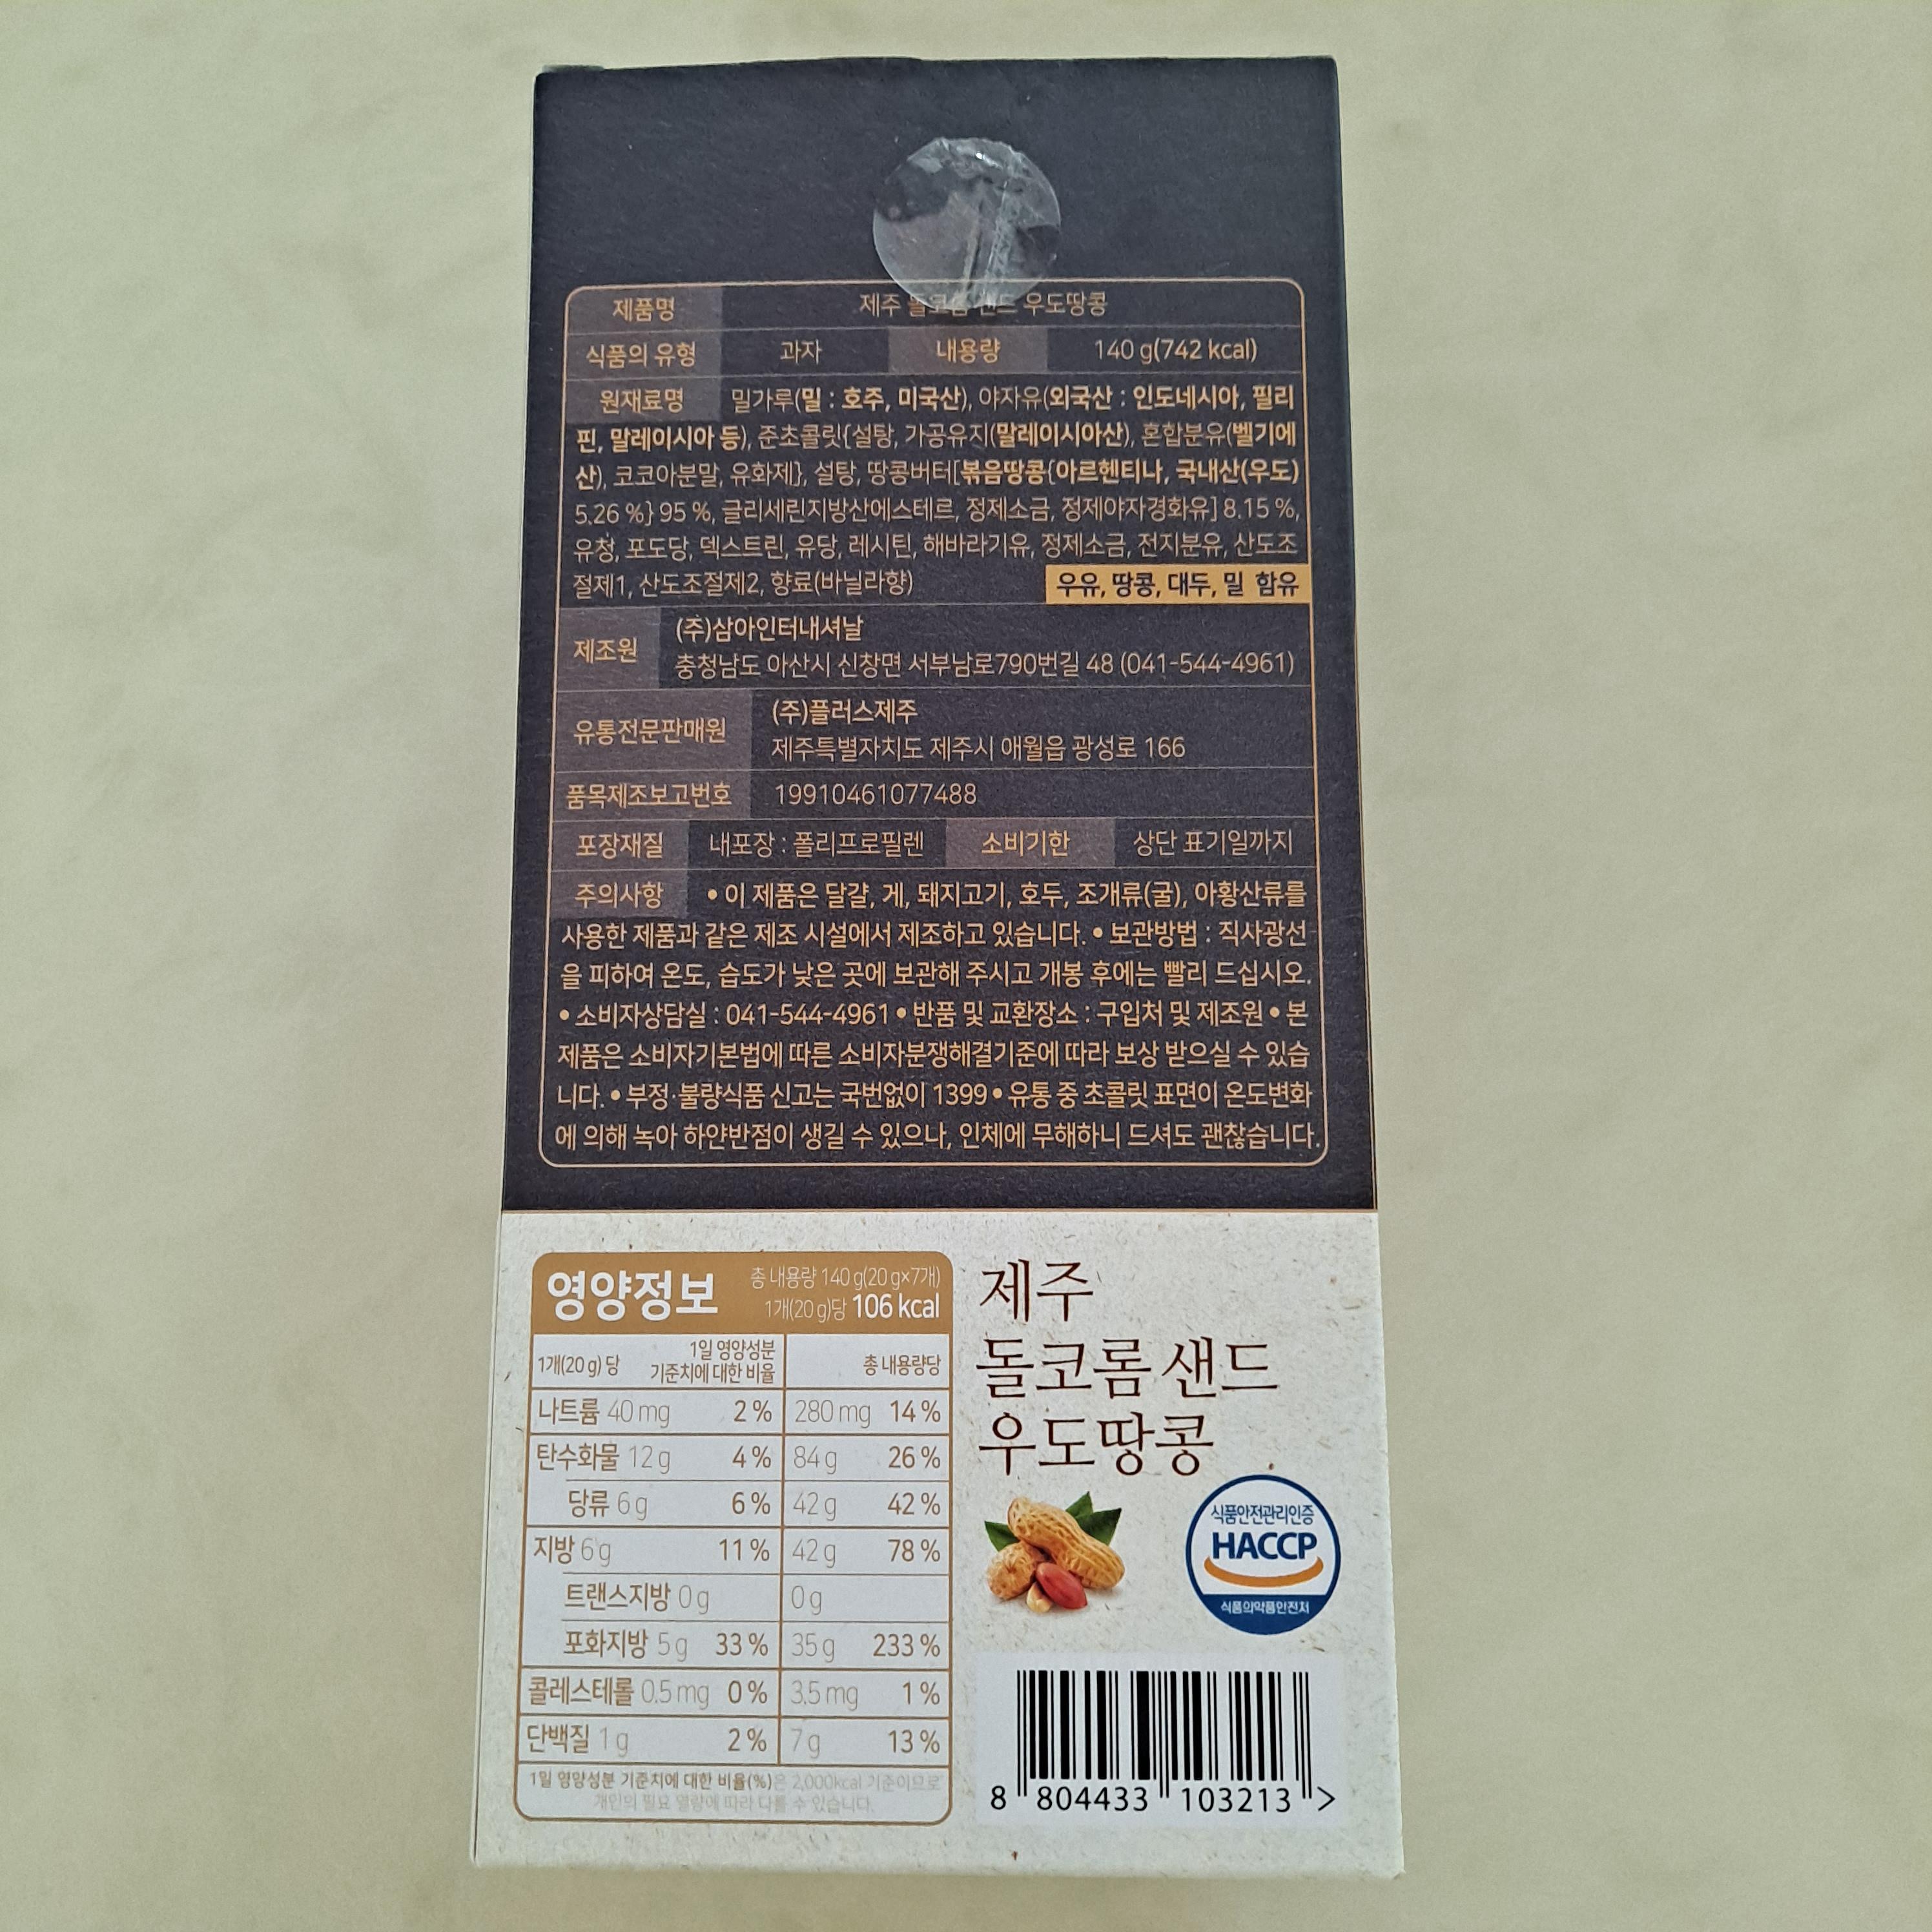 제품명 제주 돌코롬 샌드 우도땅콩
식품의 유형 과자 내용량 140 g(742 kcal)
원재료명 밀가루(밀 : 호주, 미국산), 야자유(외국산 : 인도네시아, 필리
핀, 말레이시아 등), 준초콜릿{설탕, 가공유지(말레이시아산), 혼합분유(벨기에
산), 코코아분말, 유화제}, 설탕, 땅콩버터[볶음땅콩{아르헨티나, 국내산(우도)
5.26 %} 95 %, 글리세린지방산에스테르, 정제소금, 정제야자경화유] 8.15 %,
유청, 포도당, 덱스트린, 유당, 레시틴, 해바라기유, 정제소금, 전지분유, 산도조
절제1, 산도조절제2, 향료(바닐라향) 우유, 땅콩, 대두, 밀 함유
제조원 (주)삼아인터내셔날
충청남도 아산시 신창면 서부남로790번길 48 (041-544-4961)
유통전문판매원 (주)플러스제주
제주특별자치도 제주시 애월읍 광성로 166
품목제조보고번호 19910461077488
포장재질 내포장 : 폴리프로필렌 소비기한 상단 표기일까지
주의사항 • 이 제품은 달걀, 게, 돼지고기, 호두, 조개류(굴), 아황산류를
사용한 제품과 같은 제조 시설에서 제조하고 있습니다. • 보관방법 : 직사광선
을 피하여 온도, 습도가 낮은 곳에 보관해 주시고 개봉 후에는 빨리 드십시오.
• 소비자상담실 : 041-544-4961 • 반품 및 교환장소 : 구입처 및 제조원 • 본
제품은 소비자기본법에 따른 소비자분쟁해결기준에 따라 보상 받으실 수 있습
니다. • 부정·불량식품 신고는 국번없이 1399 • 유통 중 초콜릿 표면이 온도변화
에 의해 녹아 하얀반점이 생길 수 있으나, 인체에 무해하니 드셔도 괜찮습니다.
영양정보 총 내용량 140 g(20 g×7개)
1개(20 g)당 106 kcal
1개(20 g) 당 1일 영양성분 기준치에 대한 비율 총 내용량당
나트륨 40 mg 2 % 280 mg 14 %
탄수화물 12 g 4 % 84 g 26 %
당류 6 g 6 % 42 g 42 %
지방 6 g 11 % 42 g 78 %
트랜스지방 0 g 0 g
포화지방 5 g 33 % 35 g 233 %
콜레스테롤 0.5 mg 0 % 3.5 mg 1 %
단백질 1 g 2 % 7 g 13 %
1일 영양성분 기준치에 대한 비율(%)은 2,000kcal 기준이므로
개인의 필요 열량에 따라 다를 수 있습니다.
제주
돌코롬 샌드
우도땅콩
식품안전관리인증
HACCP
식품의약품안전처
8 804433 103213 >